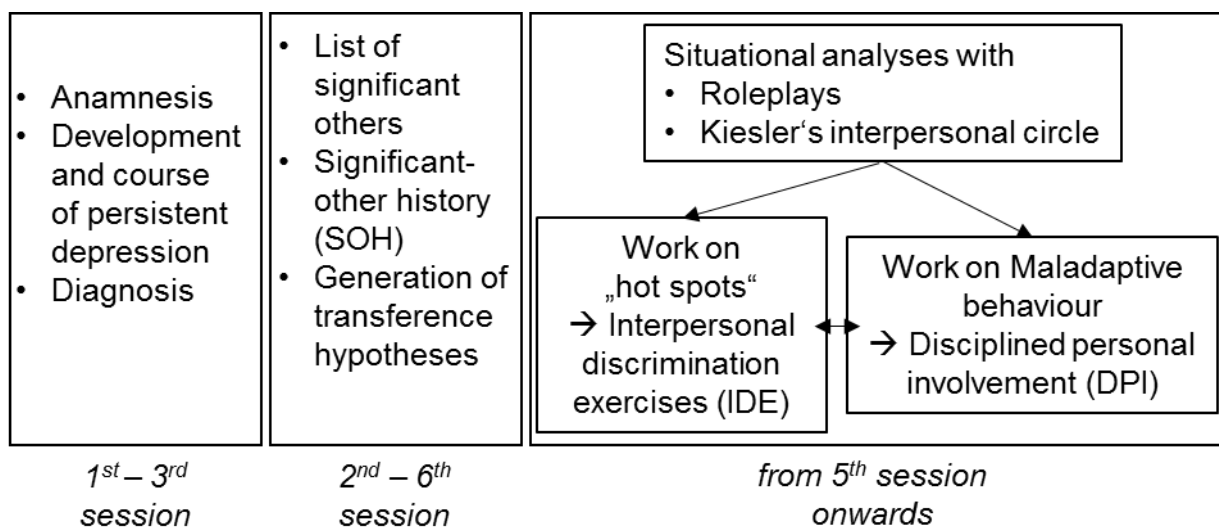 • Anamnesis
• Development
and course
of persistent
depression
• Diagnosis
1st – 3rd
session
• List of
significant
others
• Significant-
other history
(SOH)
• Generation of
transference
hypotheses
2nd – 6th
session
Situational analyses with
• Roleplays
• Kiesler‘s interpersonal circle
Work on
„hot spots“
→ Interpersonal
discrimination
exercises (IDE)
Work on Maladaptive
behaviour
→ Disciplined personal
involvement (DPI)
from 5th session
onwards